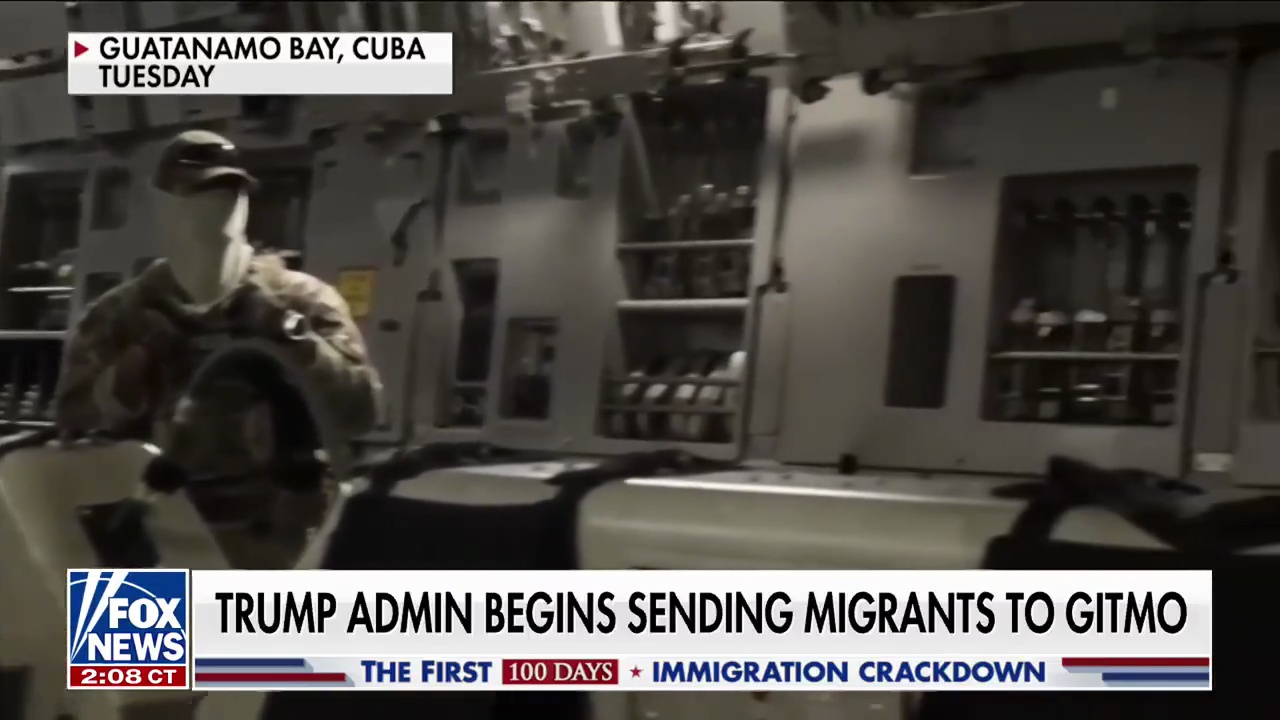 GUATANAMO BAY, CUBA
TUESDAY
FOX
NEWS
2:08 CT
TRUMP ADMIN BEGINS SENDING MIGRANTS TO GITMO
THE FIRST 100 DAYS ★ IMMIGRATION CRACKDOWN